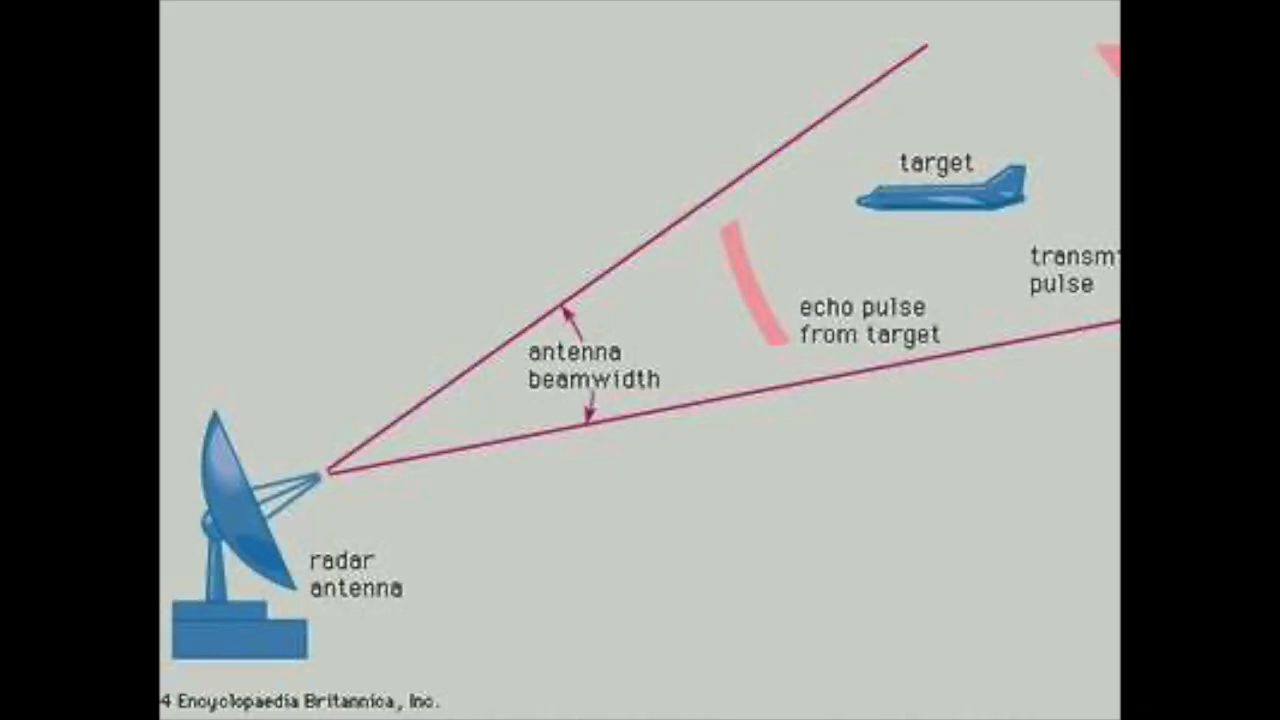 target
transm
pulse
echo pulse
from target
antenna
beamwidth
radar
antenna
4 Encyclopaedia Britannica, Inc.